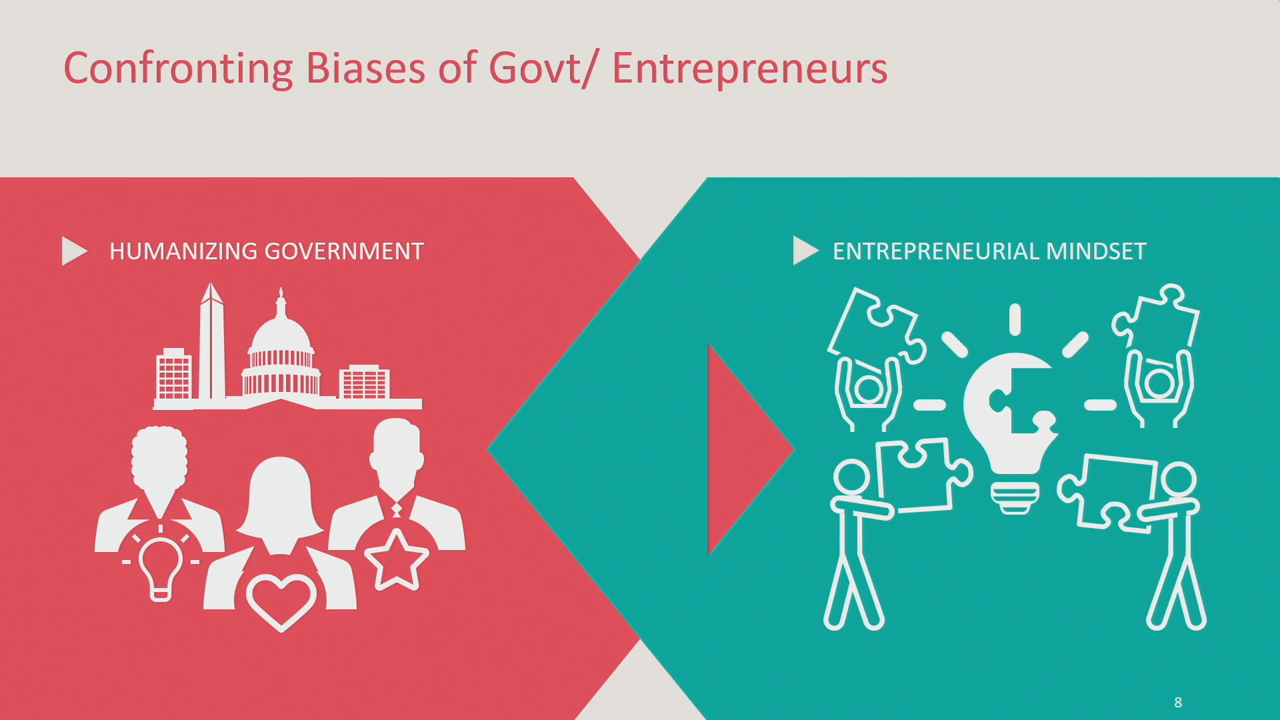 Confronting Biases of Govt/ Entrepreneurs
HUMANIZING GOVERNMENT
ENTREPRENEURIAL MINDSET
8